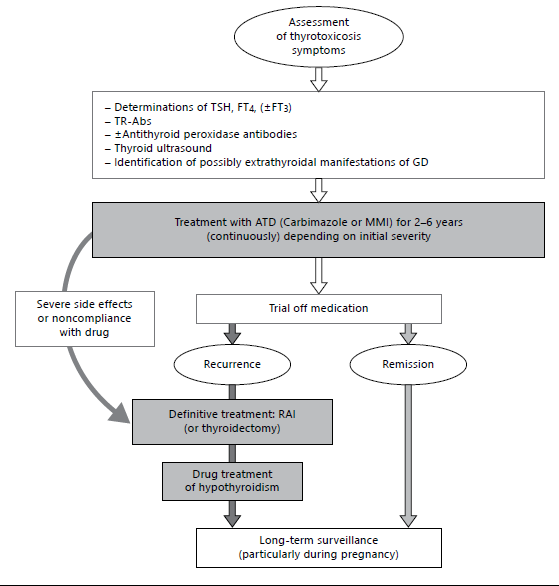 Assessment
of thyrotoxicosis
symptoms
– Determinations of TSH, FT4, (±FT3)
– TR-Abs
– ±Antithyroid peroxidase antibodies
– Thyroid ultrasound
– Identification of possibly extrathyroidal manifestations of GD
Treatment with ATD (Carbimazole or MMI) for 2–6 years
(continuously) depending on initial severity
Severe side effects
or noncompliance
with drug
Trial off medication
Recurrence
Remission
Definitive treatment: RAI
(or thyroidectomy)
Drug treatment
of hypothyroidism
Long-term surveillance
(particularly during pregnancy)